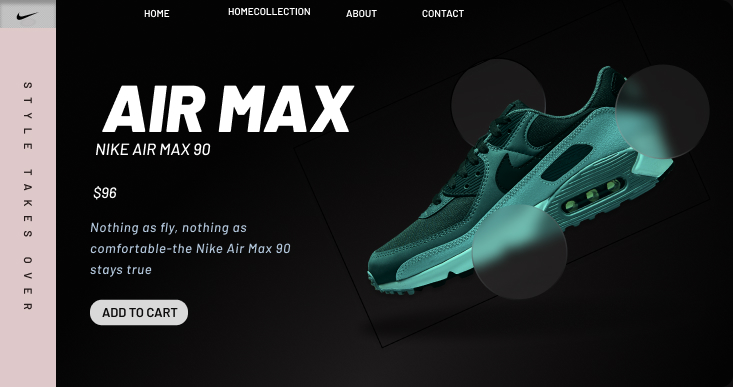 HOME
HOMECOLLECTION
ABOUT
CONTACT
STYLE TAKES OVER
AIR MAX
NIKE AIR MAX 90
$96
Nothing as fly, nothing as
comfortable-the Nike Air Max 90
stays true
ADD TO CART